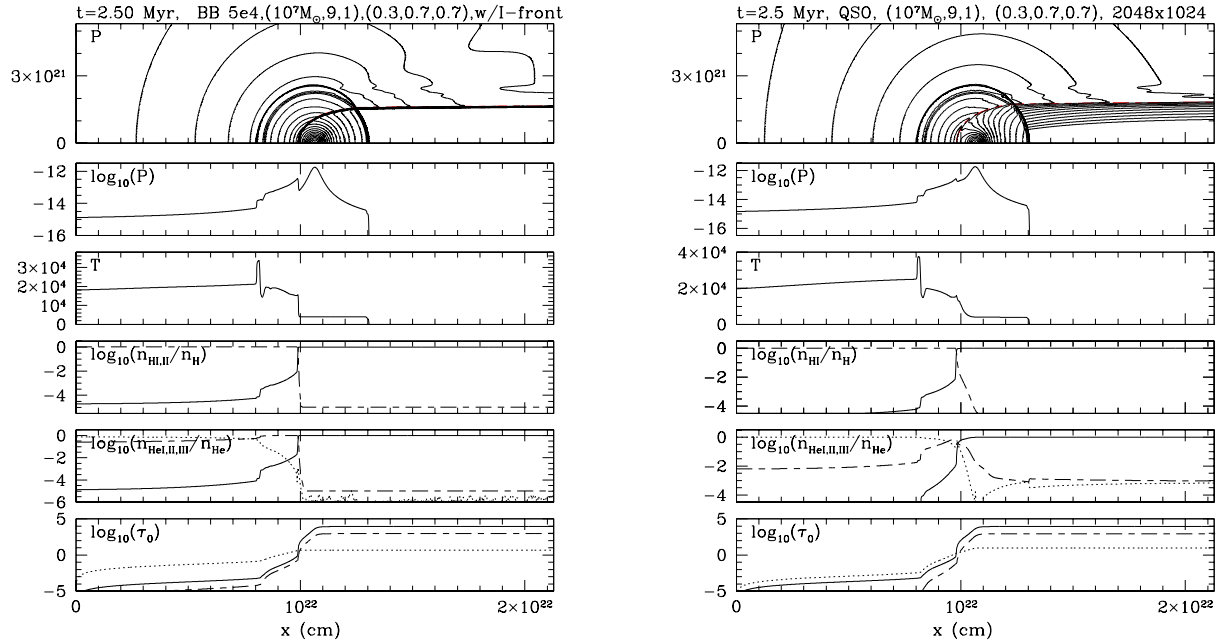 t=2.50 Myr, BB 5e4,(10⁷M☉,9,1),(0.3,0.7,0.7),w/I-front
P
3×10²¹
0
log₁₀(P)
−12
−14
−16
T
3×10⁴
2×10⁴
10⁴
0
log₁₀(n_HI,II/n_H)
0
−2
−4
log₁₀(n_HeI,II,III/n_He)
0
−2
−4
−6
log₁₀(τ₀)
5
0
−5
0
10²²
2×10²²
x (cm)
t=2.5 Myr, QSO, (10⁷M☉,9,1), (0.3,0.7,0.7), 2048x1024
P
3×10²¹
0
log₁₀(P)
−12
−14
−16
T
4×10⁴
2×10⁴
0
log₁₀(n_HI/n_H)
0
−2
−4
log₁₀(n_HeI,II,III/n_He)
0
−2
−4
log₁₀(τ₀)
5
0
−5
0
10²²
2×10²²
x (cm)